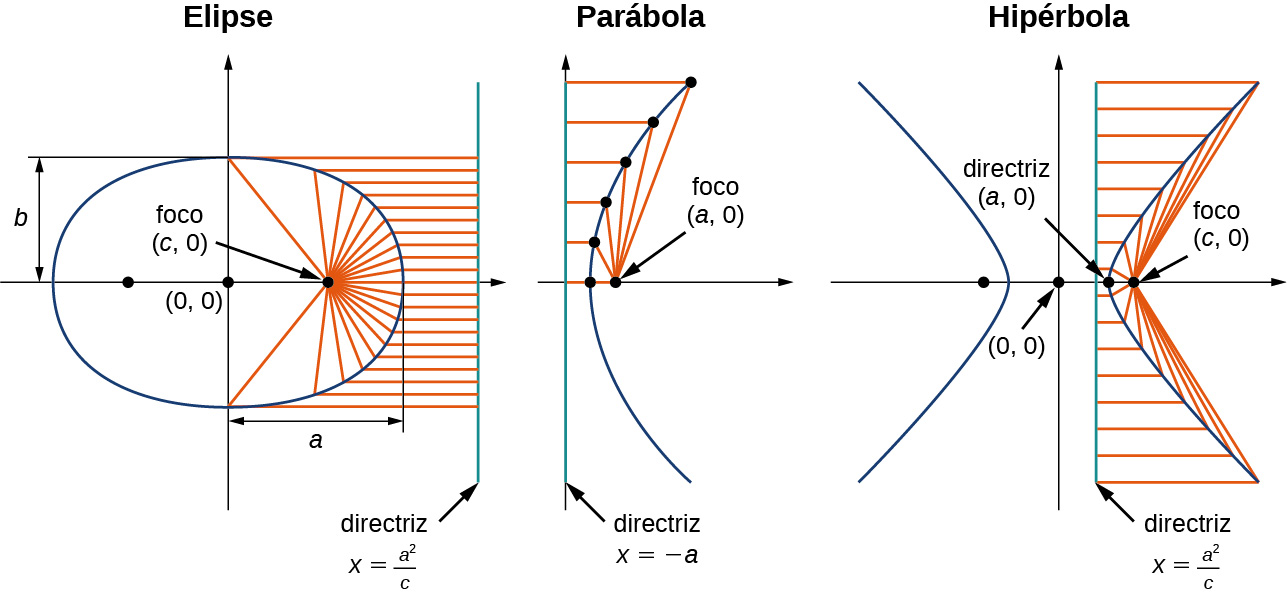 Elipse
b
foco
(c, 0)
(0, 0)
a
directriz
x = a²/c
Parábola
foco
(a, 0)
directriz
x = −a
Hipérbola
directriz
(a, 0)
foco
(c, 0)
(0, 0)
directriz
x = a²/c